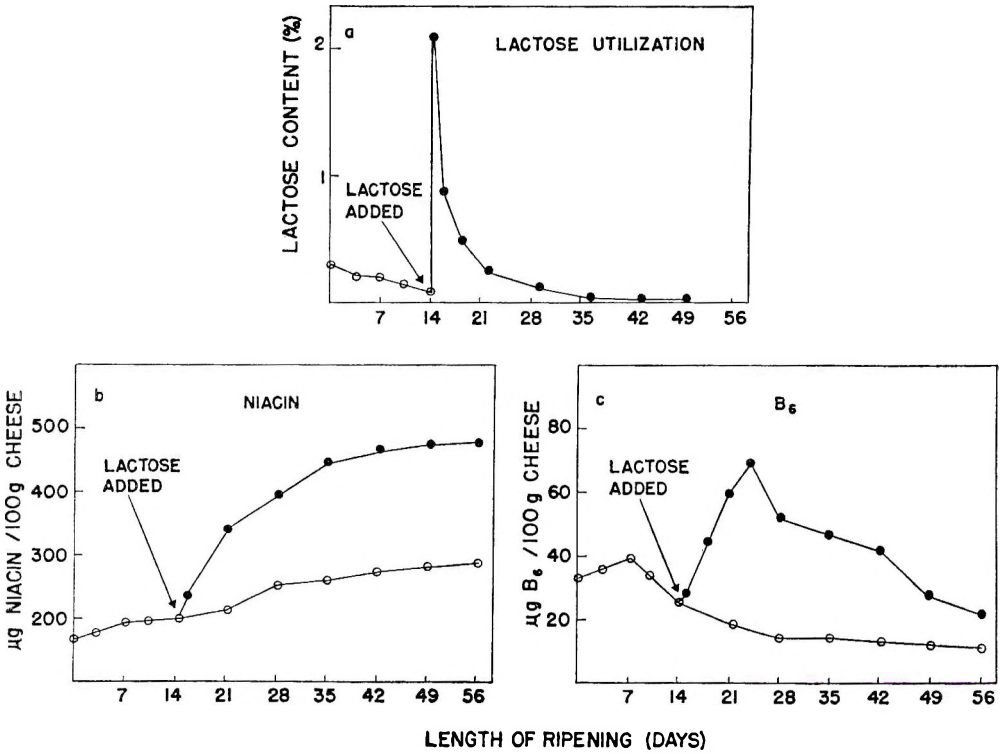 a
LACTOSE UTILIZATION
LACTOSE CONTENT (%)
2
1
LACTOSE
ADDED
7 14 21 28 35 42 49 56
b
NIACIN
µg NIACIN /100g CHEESE
500
400
300
200
LACTOSE
ADDED
7 14 21 28 35 42 49 56
c
B6
µg B6 /100g CHEESE
80
60
40
20
LACTOSE
ADDED
7 14 21 28 35 42 49 56
LENGTH OF RIPENING (DAYS)